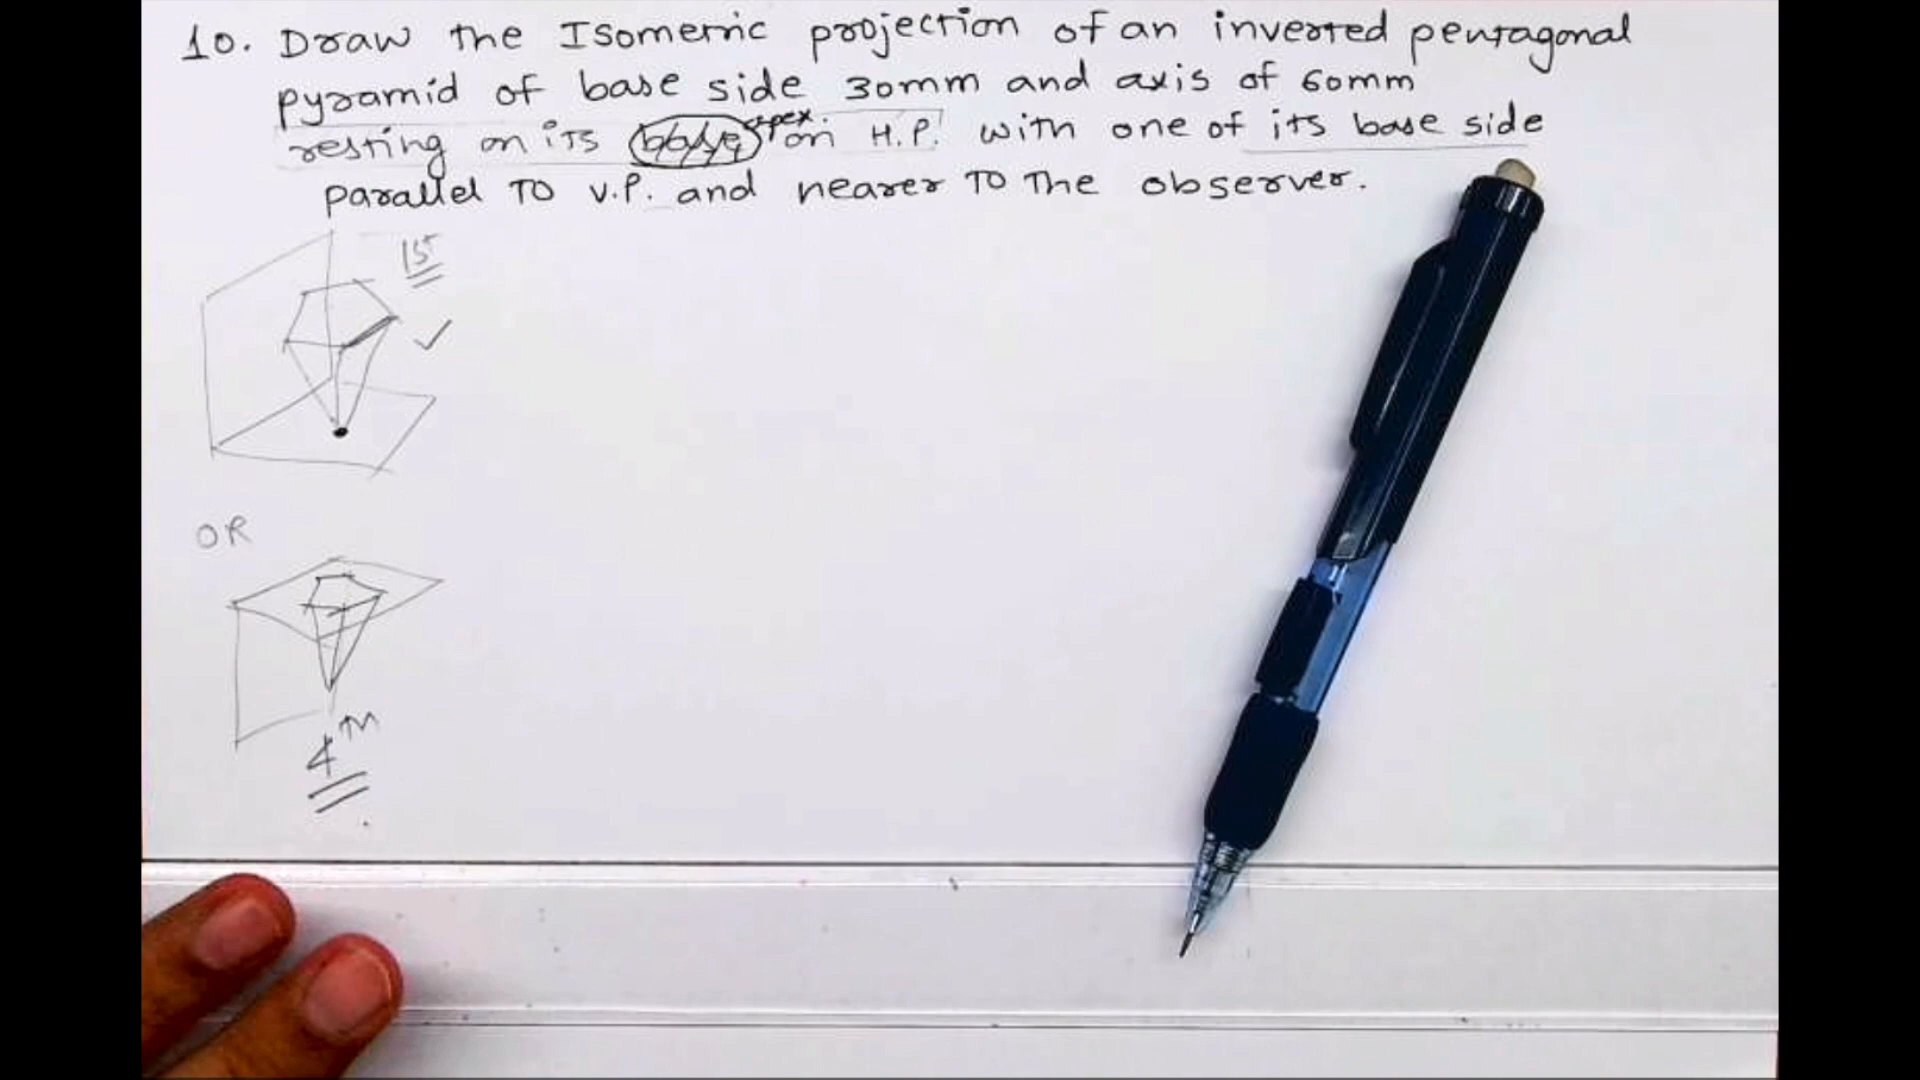 10. Draw the Isometric projection of an inverted pentagonal
pyramid of base side 30mm and axis of 60mm
resting on its base apex on H.P. with one of its base side
parallel to V.P. and nearer to the observer.
1st
OR
4th